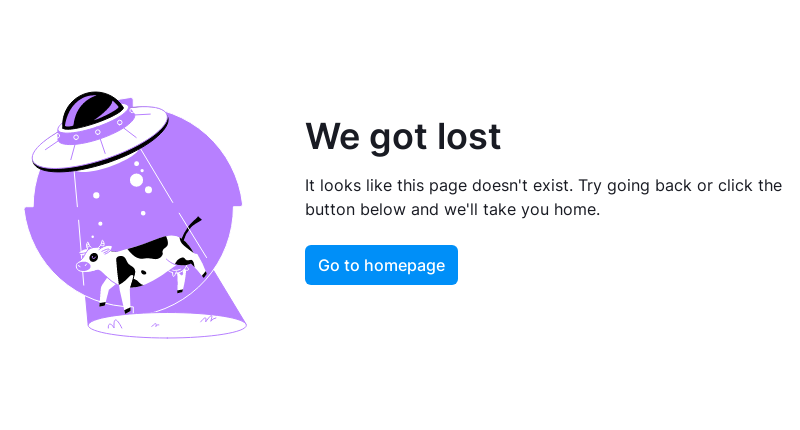 We got lost
It looks like this page doesn't exist. Try going back or click the
button below and we'll take you home.
Go to homepage